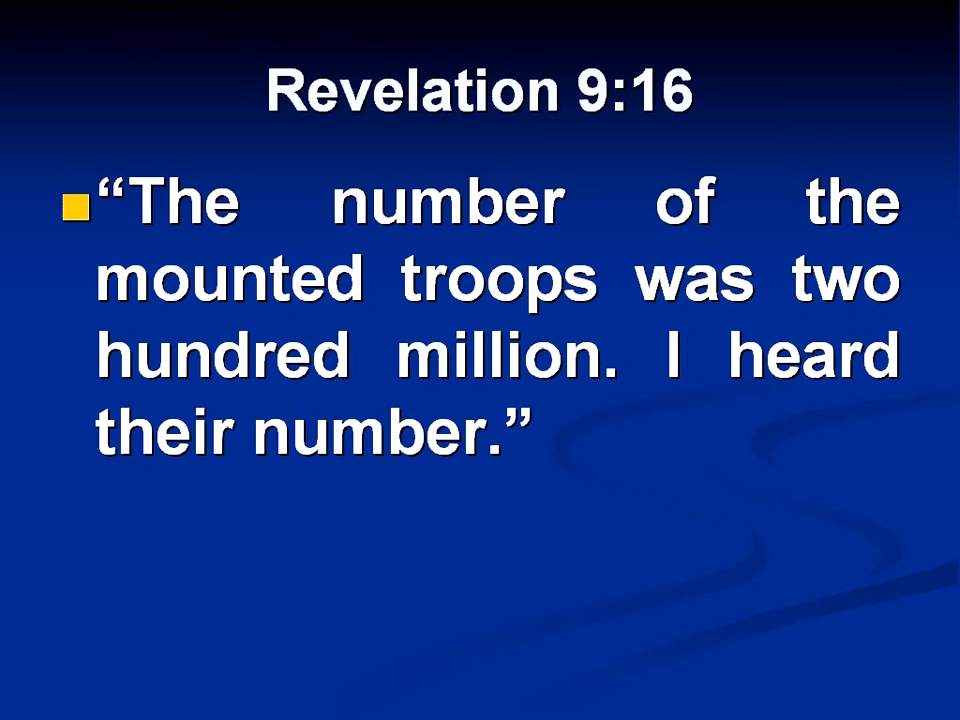 Revelation 9:16
“The number of the
mounted troops was two
hundred million. I heard
their number.”